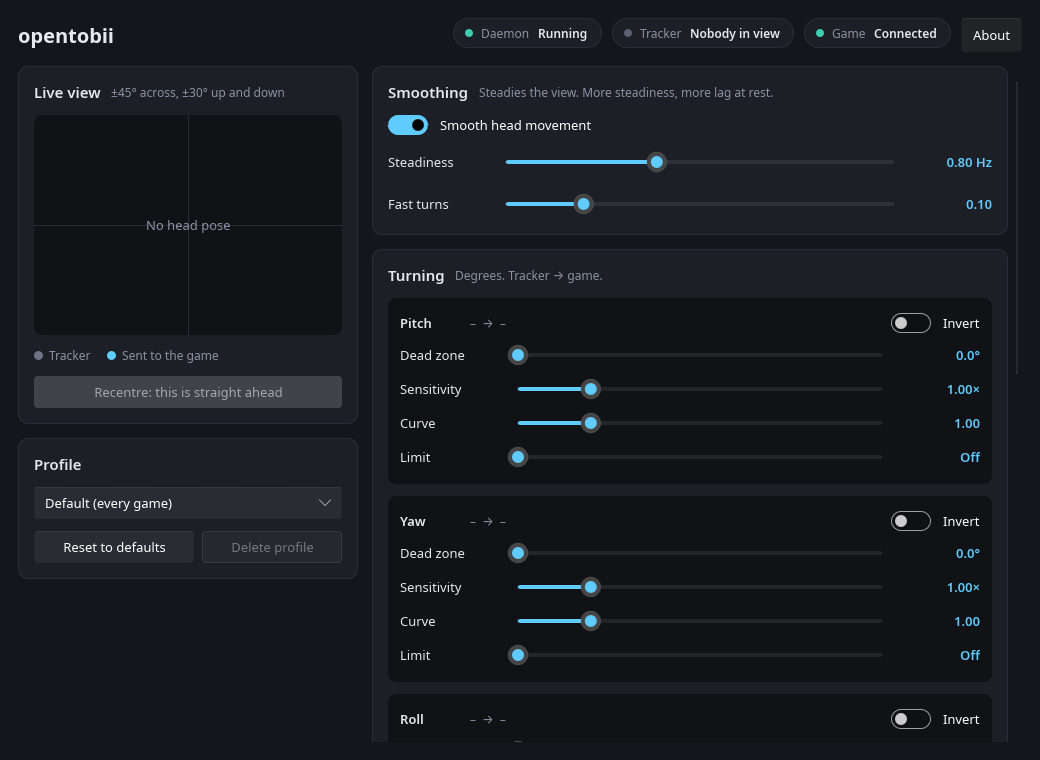 opentobii
Daemon Running
Tracker Nobody in view
Game Connected
About
Live view ±45° across, ±30° up and down
No head pose
Tracker Sent to the game
Recentre: this is straight ahead
Profile
Default (every game)
Reset to defaults
Delete profile
Smoothing Steadies the view. More steadiness, more lag at rest.
Smooth head movement
Steadiness 0.80 Hz
Fast turns 0.10
Turning Degrees. Tracker → game.
Pitch – → – Invert
Dead zone 0.0°
Sensitivity 1.00×
Curve 1.00
Limit Off
Yaw – → – Invert
Dead zone 0.0°
Sensitivity 1.00×
Curve 1.00
Limit Off
Roll – → – Invert